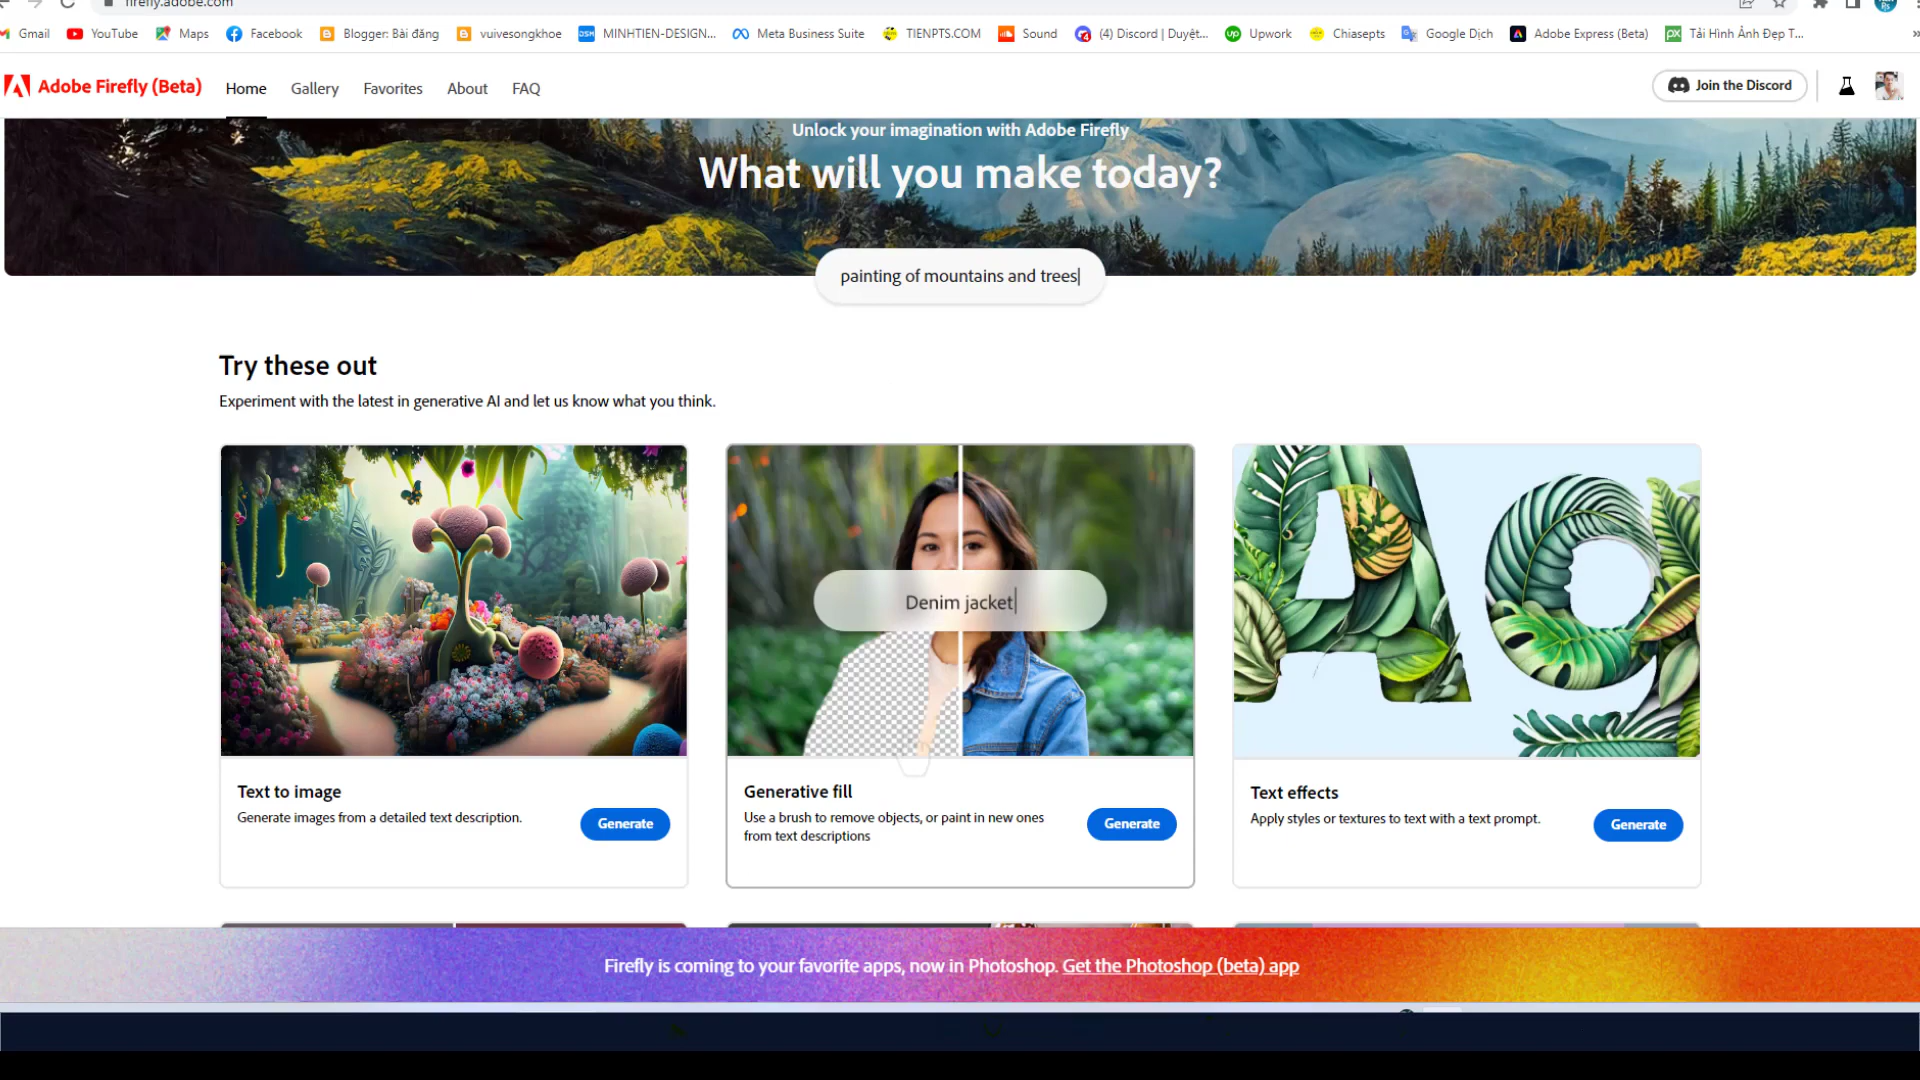 firefly.adobe.com
Gmail YouTube Maps Facebook Blogger: Bài đăng vuivesongkhoe MINHTIEN-DESIGN... Meta Business Suite TIENPTS.COM Sound (4) Discord | Duyệt... Upwork Chiasepts Google Dịch Adobe Express (Beta) Tải Hình Ảnh Đẹp T...
Adobe Firefly (Beta) Home Gallery Favorites About FAQ Join the Discord
Unlock your imagination with Adobe Firefly
What will you make today?
painting of mountains and trees
Try these out
Experiment with the latest in generative AI and let us know what you think.
Denim jacket
Text to image
Generate images from a detailed text description.
Generate
Generative fill
Use a brush to remove objects, or paint in new ones
from text descriptions
Generate
Text effects
Apply styles or textures to text with a text prompt.
Generate
Firefly is coming to your favorite apps, now in Photoshop. Get the Photoshop (beta) app